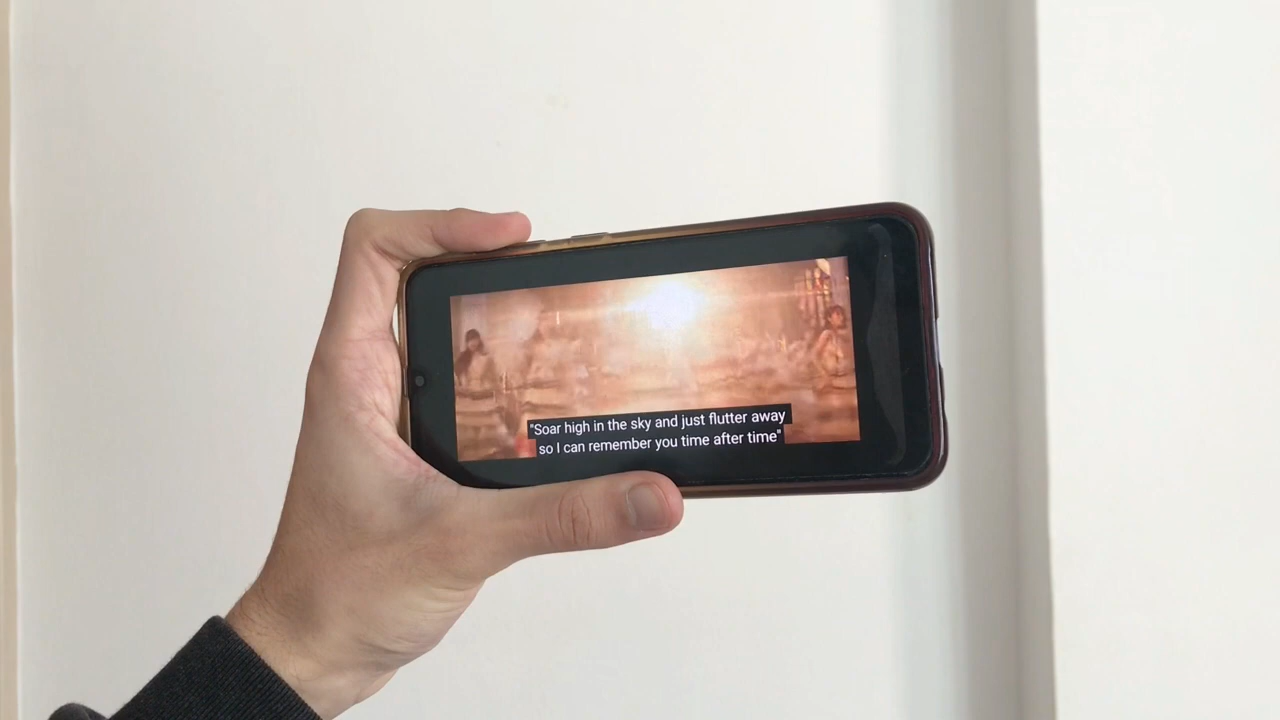 "Soar high in the sky and just flutter away
so I can remember you time after time"